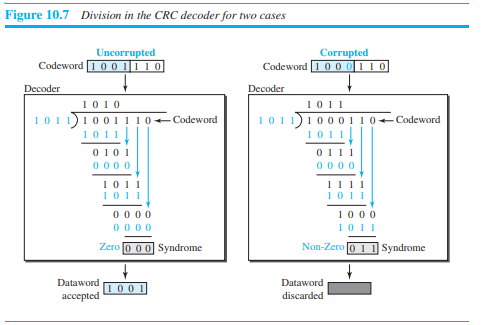 Figure 10.7 Division in the CRC decoder for two cases
Uncorrupted
Codeword 1 0 0 1 1 1 0
Decoder
1 0 1 0
1 0 1 1 ) 1 0 0 1 1 1 0 Codeword
1 0 1 1
0 1 0 1
0 0 0 0
1 0 1 1
1 0 1 1
0 0 0 0
0 0 0 0
Zero 0 0 0 Syndrome
Dataword
accepted 1 0 0 1
Corrupted
Codeword 1 0 0 0 1 1 0
Decoder
1 0 1 1
1 0 1 1 ) 1 0 0 0 1 1 0 Codeword
1 0 1 1
0 1 1 1
0 0 0 0
1 1 1 1
1 0 1 1
1 0 0 0
1 0 1 1
Non-Zero 0 1 1 Syndrome
Dataword
discarded